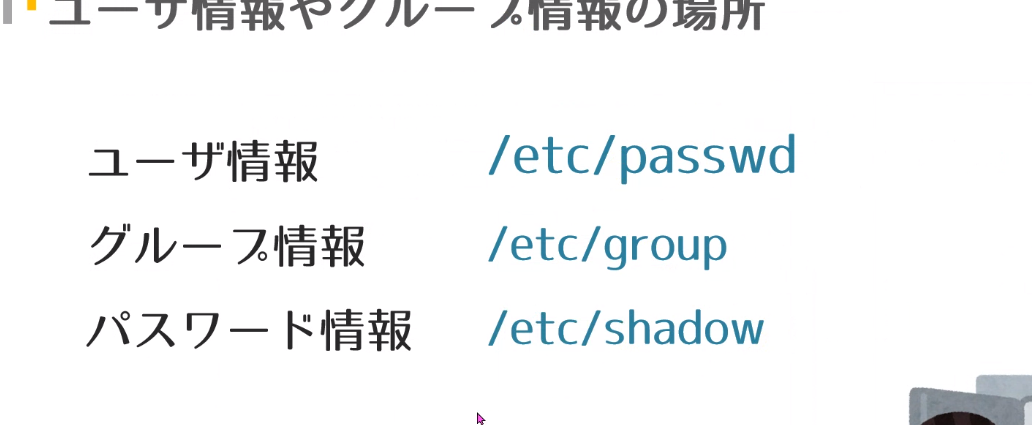 ユーザ情報やグループ情報の場所
ユーザ情報 /etc/passwd
グループ情報 /etc/group
パスワード情報 /etc/shadow